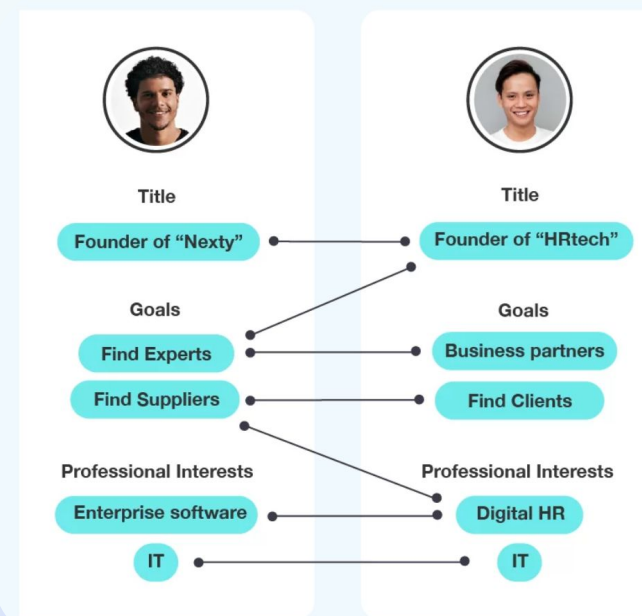 Title
Founder of “Nexty”
Goals
Find Experts
Find Suppliers
Professional Interests
Enterprise software
IT
Title
Founder of “HRtech”
Goals
Business partners
Find Clients
Professional Interests
Digital HR
IT